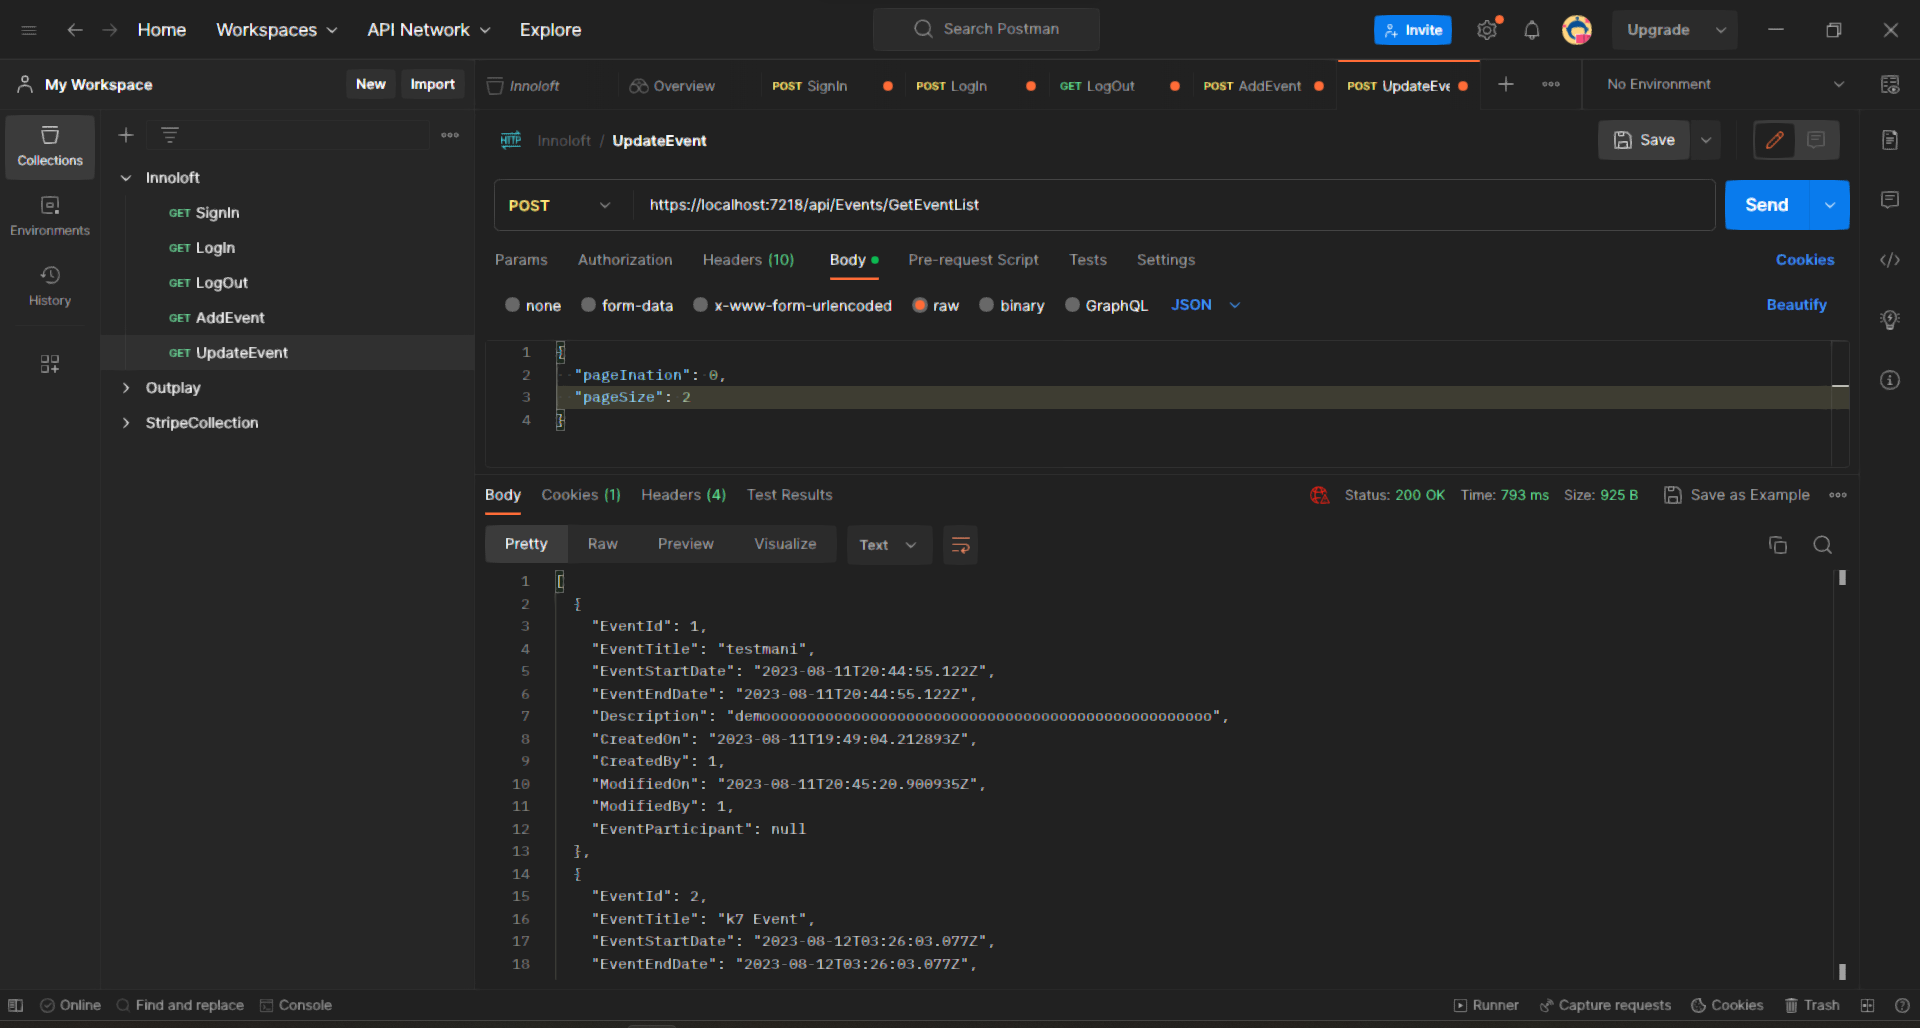 Home
Workspaces
API Network
Explore
Search Postman
Invite
Upgrade
My Workspace
New
Import
Innoloft
Overview
POST SignIn
POST LogIn
GET LogOut
POST AddEvent
POST UpdateEve
No Environment
Collections
Environments
History
Innoloft
GET SignIn
GET LogIn
GET LogOut
GET AddEvent
GET UpdateEvent
Outplay
StripeCollection
HTTP Innoloft / UpdateEvent
Save
POST
https://localhost:7218/api/Events/GetEventList
Send
Params
Authorization
Headers (10)
Body
Pre-request Script
Tests
Settings
Cookies
none
form-data
x-www-form-urlencoded
raw
binary
GraphQL
JSON
Beautify
1 {
2 "pageInation": 0,
3 "pageSize": 2
4 }
Body
Cookies (1)
Headers (4)
Test Results
Status: 200 OK
Time: 793 ms
Size: 925 B
Save as Example
Pretty
Raw
Preview
Visualize
Text
1 [
2 {
3 "EventId": 1,
4 "EventTitle": "testmani",
5 "EventStartDate": "2023-08-11T20:44:55.122Z",
6 "EventEndDate": "2023-08-11T20:44:55.122Z",
7 "Description": "demoooooooooooooooooooooooooooooooooooooooooooooooooo",
8 "CreatedOn": "2023-08-11T19:49:04.212893Z",
9 "CreatedBy": 1,
10 "ModifiedOn": "2023-08-11T20:45:20.900935Z",
11 "ModifiedBy": 1,
12 "EventParticipant": null
13 },
14 {
15 "EventId": 2,
16 "EventTitle": "k7 Event",
17 "EventStartDate": "2023-08-12T03:26:03.077Z",
18 "EventEndDate": "2023-08-12T03:26:03.077Z",
Online
Find and replace
Console
Runner
Capture requests
Cookies
Trash